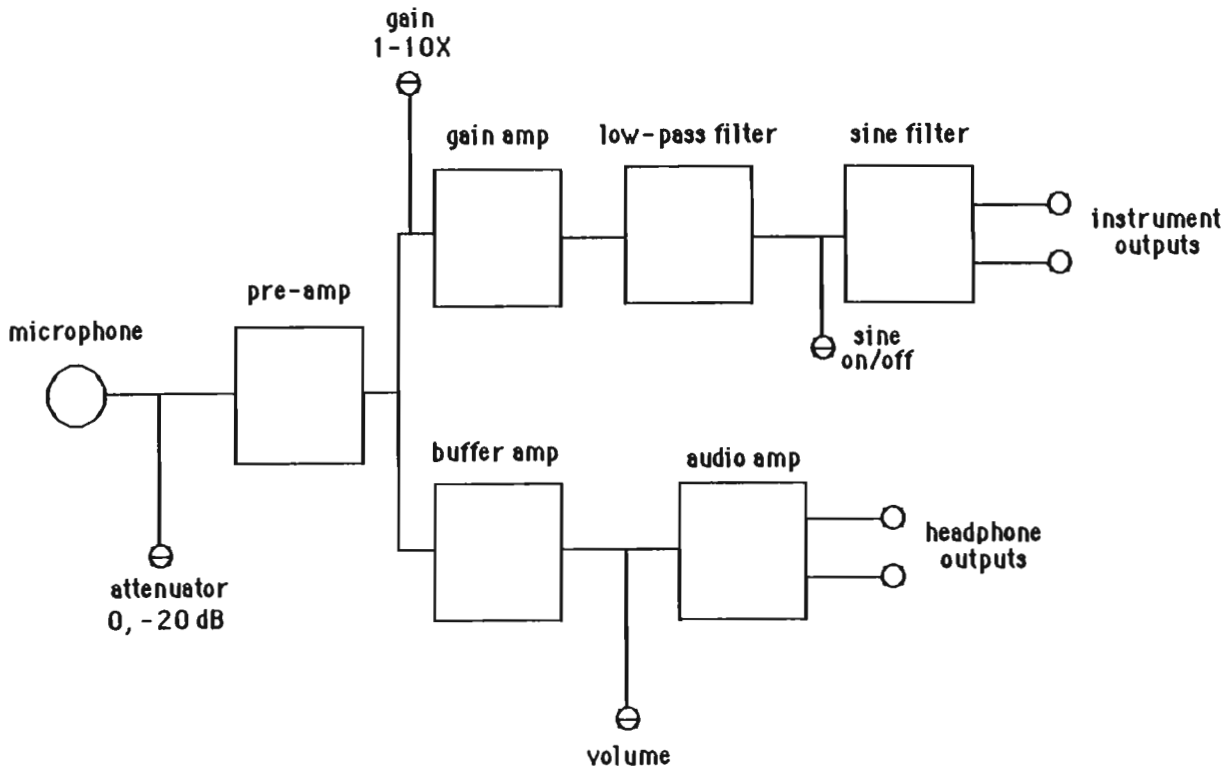 gain
1-10X
gain amp
low-pass filter
sine filter
instrument
outputs
pre-amp
microphone
sine
on/off
buffer amp
audio amp
headphone
outputs
attenuator
0, -20 dB
volume